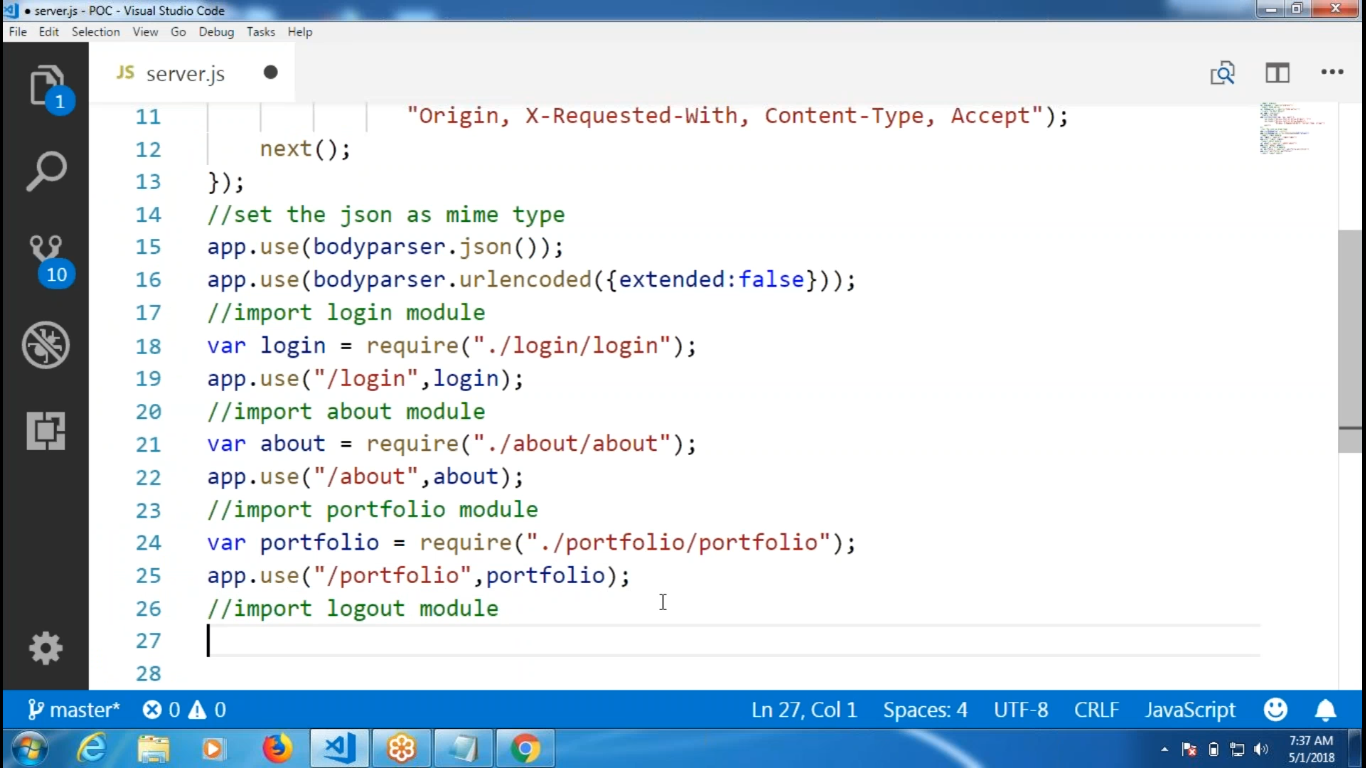 ● server.js - POC - Visual Studio Code
File Edit Selection View Go Debug Tasks Help
JS server.js ●
1
10
11 "Origin, X-Requested-With, Content-Type, Accept");
12 next();
13 });
14 //set the json as mime type
15 app.use(bodyparser.json());
16 app.use(bodyparser.urlencoded({extended:false}));
17 //import login module
18 var login = require("./login/login");
19 app.use("/login",login);
20 //import about module
21 var about = require("./about/about");
22 app.use("/about",about);
23 //import portfolio module
24 var portfolio = require("./portfolio/portfolio");
25 app.use("/portfolio",portfolio);
26 //import logout module
27
28
master* 0 0 Ln 27, Col 1 Spaces: 4 UTF-8 CRLF JavaScript
7:37 AM
5/1/2018